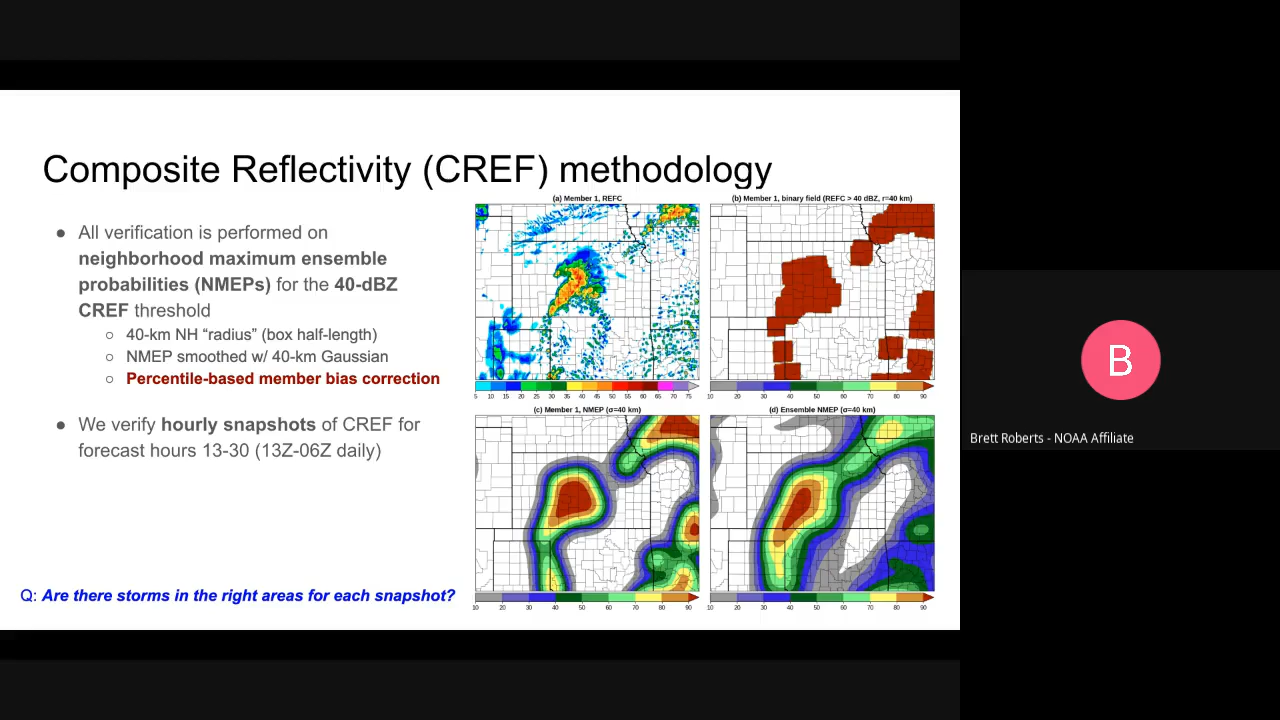 Composite Reflectivity (CREF) methodology
● All verification is performed on
neighborhood maximum ensemble
probabilities (NMEPs) for the 40-dBZ
CREF threshold
○ 40-km NH “radius” (box half-length)
○ NMEP smoothed w/ 40-km Gaussian
○ Percentile-based member bias correction
● We verify hourly snapshots of CREF for
forecast hours 13-30 (13Z-06Z daily)
Q: Are there storms in the right areas for each snapshot?
(a) Member 1, REFC
5 10 15 20 25 30 35 40 45 50 55 60 65 70 75
(b) Member 1, binary field (REFC > 40 dBZ, r=40 km)
10 20 30 40 50 60 70 80 90
(c) Member 1, NMEP (σ=40 km)
10 20 30 40 50 60 70 80 90
(d) Ensemble NMEP (σ=40 km)
10 20 30 40 50 60 70 80 90
B
Brett Roberts - NOAA Affiliate